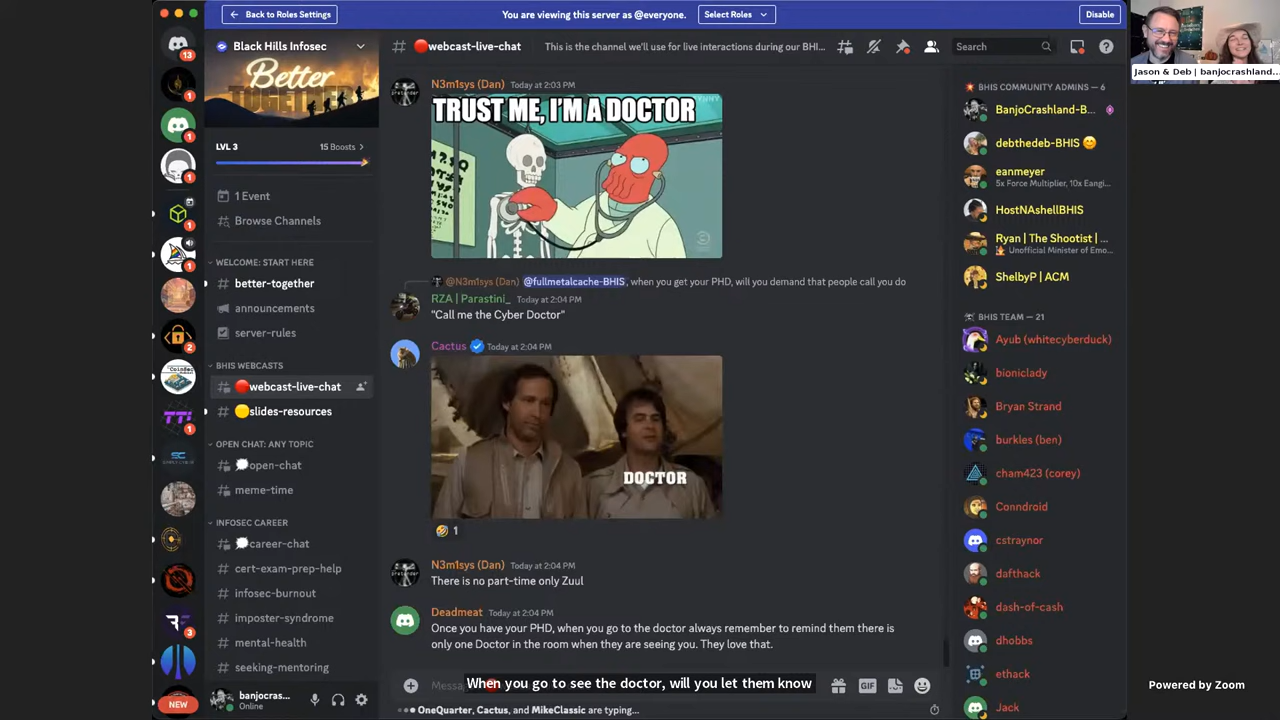 Back to Roles Settings
You are viewing this server as @everyone.
Select Roles
Disable
Black Hills Infosec
Better
TOGETHER
LVL 3
15 Boosts
1 Event
Browse Channels
WELCOME: START HERE
better-together
announcements
server-rules
BHIS WEBCASTS
webcast-live-chat
slides-resources
OPEN CHAT: ANY TOPIC
open-chat
meme-time
INFOSEC CAREER
career-chat
cert-exam-prep-help
infosec-burnout
imposter-syndrome
mental-health
seeking-mentoring
banjocras...
Online
13
1
1
1
1
1
2
TTI
1
3
NEW
webcast-live-chat
This is the channel we'll use for live interactions during our BHI...
Search
N3m1sys (Dan) Today at 2:03 PM
TRUST ME, I'M A DOCTOR
@N3m1sys (Dan) @fullmetalcache-BHIS, when you get your PHD, will you demand that people call you do
RZA | Parastini_ Today at 2:04 PM
"Call me the Cyber Doctor"
Cactus Today at 2:04 PM
DOCTOR
1
N3m1sys (Dan) Today at 2:04 PM
There is no part-time only Zuul
Deadmeat Today at 2:04 PM
Once you have your PHD, when you go to the doctor always remember to remind them there is
only one Doctor in the room when they are seeing you. They love that.
When you go to see the doctor, will you let them know
GIF
OneQuarter, Cactus, and MikeClassic are typing...
BHIS COMMUNITY ADMINS — 6
BanjoCrashland-B...
debthedeb-BHIS
eanmeyer
5x Force Multiplier, 10x Eangi...
HostNAshellBHIS
Ryan | The Shootist | ...
Unofficial Minister of Emo...
ShelbyP | ACM
BHIS TEAM — 21
Ayub (whitecyberduck)
bioniclady
Bryan Strand
burkles (ben)
cham423 (corey)
Conndroid
cstraynor
dafthack
dash-of-cash
dhobbs
ethack
Jack
Jason & Deb | banjocrashland...
Powered by Zoom